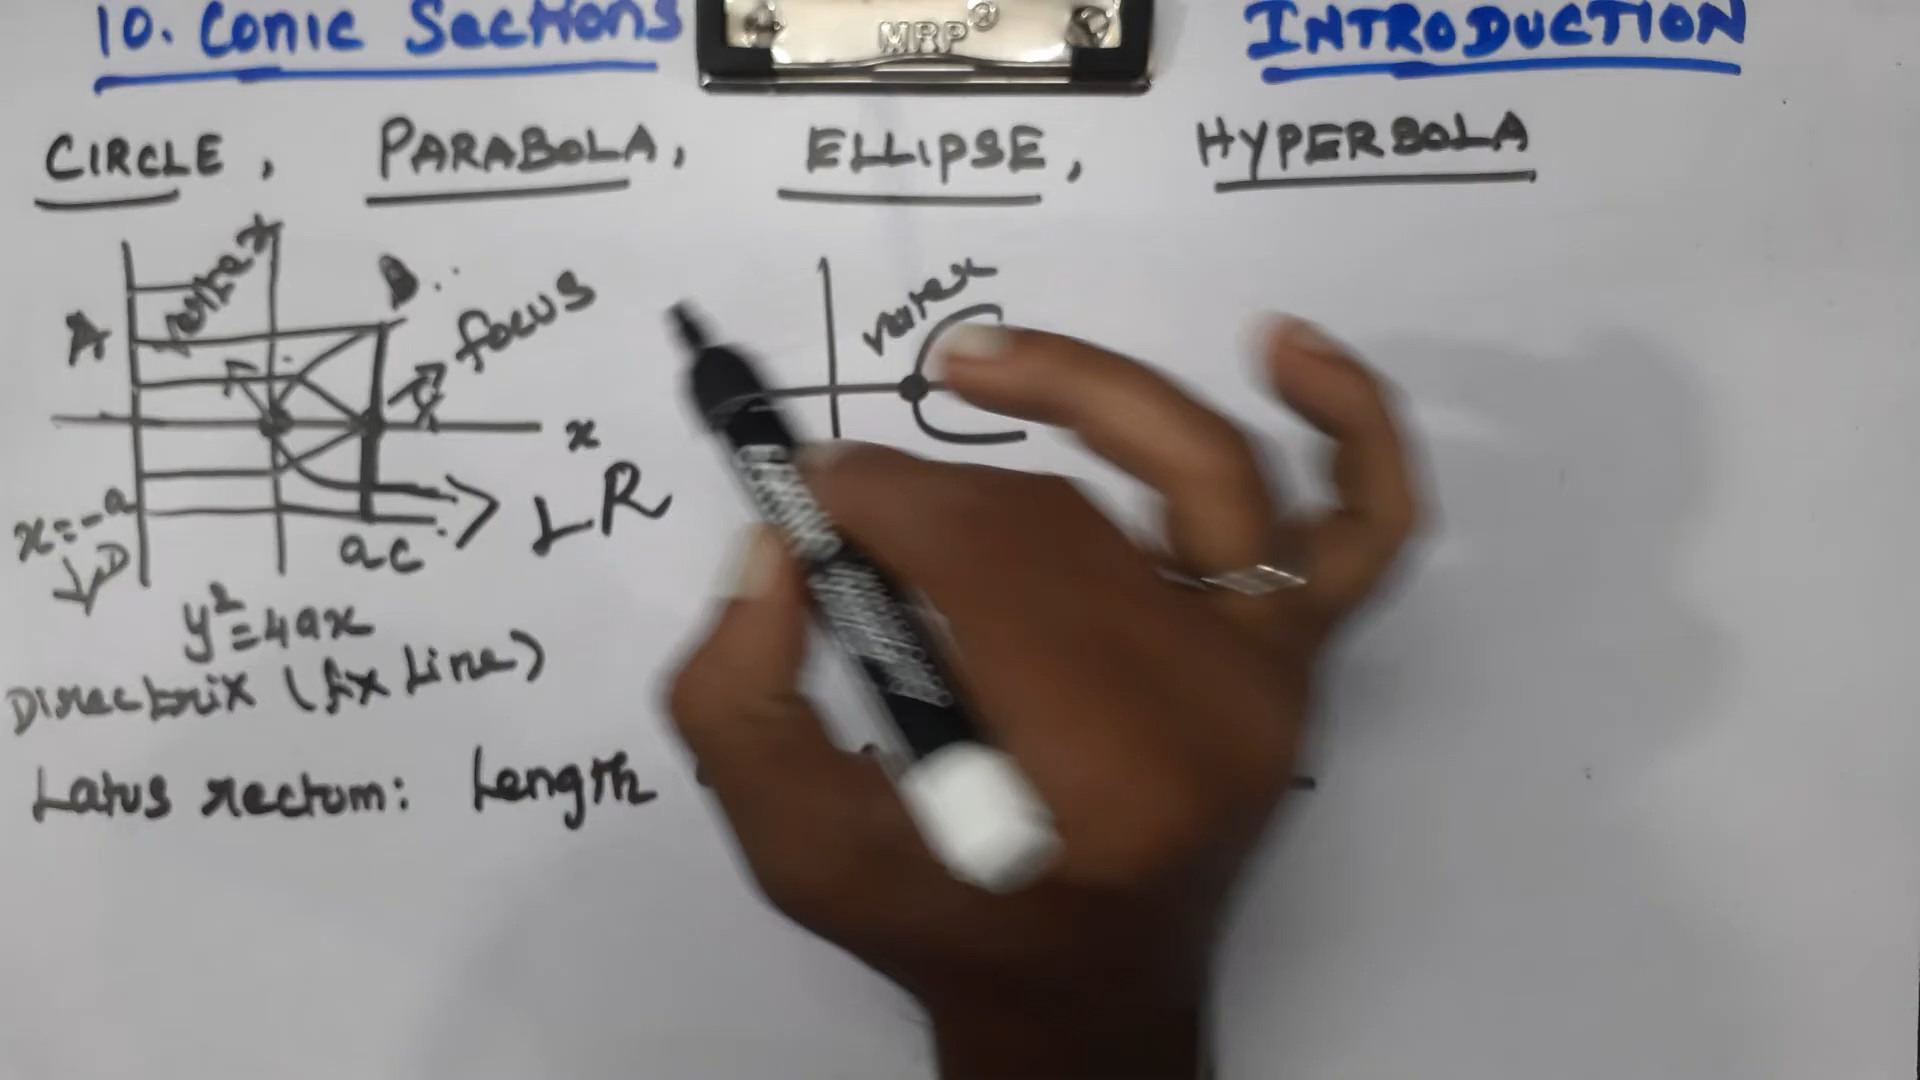 10. Conic Sections
MRP®
INTRODUCTION
CIRCLE, PARABOLA, ELLIPSE, HYPERBOLA
vertex
B
A
focus
vertex
x
x=-a
D
ac
LR
y²=4ax
Directrix (fix Line)
Latus rectum: Length